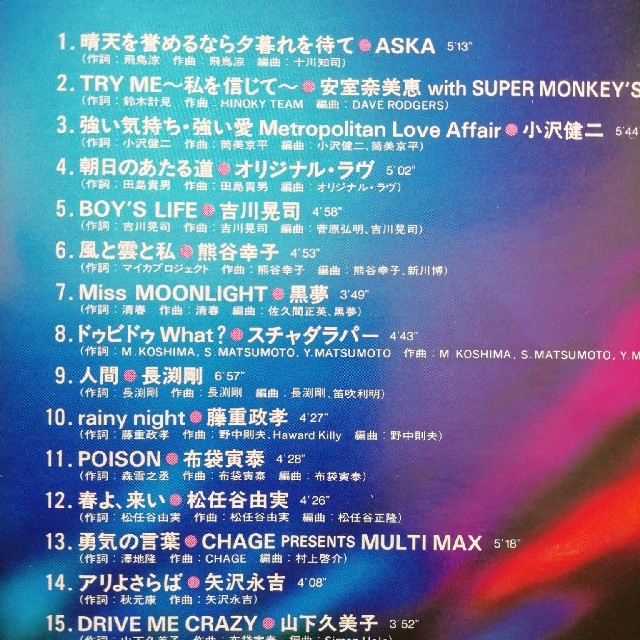 1. 晴天を誉めるなら夕暮れを待て●ASKA 5'13"
(作詞：飛鳥涼 作曲：飛鳥涼 編曲：十川知司)
2. TRY ME〜私を信じて〜●安室奈美恵 with SUPER MONKEY'S
(作詞：鈴木計見 作曲：HINOKY TEAM 編曲：DAVE RODGERS)
3. 強い気持ち・強い愛 Metropolitan Love Affair●小沢健二 5'44
(作詞：小沢健二 作曲：筒美京平 編曲：小沢健二、筒美京平)
4. 朝日のあたる道●オリジナル・ラヴ 5'02"
(作詞：田島貴男 作曲：田島貴男 編曲：オリジナル・ラヴ)
5. BOY'S LIFE●吉川晃司 4'58"
(作詞：吉川晃司 作曲：吉川晃司 編曲：菅原弘明、吉川晃司)
6. 風と雲と私●熊谷幸子 4'53"
(作詞：マイカプロジェクト 作曲：熊谷幸子 編曲：熊谷幸子、新川博)
7. Miss MOONLIGHT●黒夢 3'49"
(作詞：清春 作曲：清春 編曲：佐久間正英、黒夢)
8. ドゥビドゥWhat?●スチャダラパー 4'43"
(作詞：M.KOSHIMA, S.MATSUMOTO, Y.MATSUMOTO 作曲：M.KOSHIMA, S.MATSUMOTO, Y.M
9. 人間●長渕剛 6'57"
(作詞：長渕剛 作曲：長渕剛 編曲：長渕剛、笛吹利明)
10. rainy night●藤重政孝 4'27"
(作詞：藤重政孝 作曲：野中則夫、Haward Killy 編曲：野中則夫)
11. POISON●布袋寅泰 4'28"
(作詞：森雪之丞 作曲：布袋寅泰 編曲：布袋寅泰)
12. 春よ、来い●松任谷由実 4'26"
(作詞：松任谷由実 作曲：松任谷由実 編曲：松任谷正隆)
13. 勇気の言葉●CHAGE PRESENTS MULTI MAX 5'18"
(作詞：澤地隆 作曲：CHAGE 編曲：村上啓介)
14. アリよさらば●矢沢永吉 4'08"
(作詞：秋元康 作曲：矢沢永吉)
15. DRIVE ME CRAZY●山下久美子 3'52"
(作詞：山下久美子 作曲：布袋寅泰 編曲：Simon Hale)